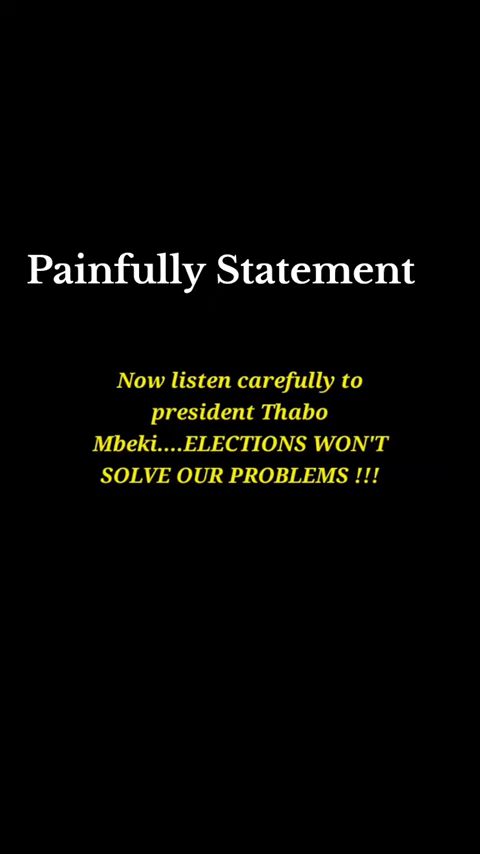 Painfully Statement
Now listen carefully to
president Thabo
Mbeki....ELECTIONS WON'T
SOLVE OUR PROBLEMS !!!